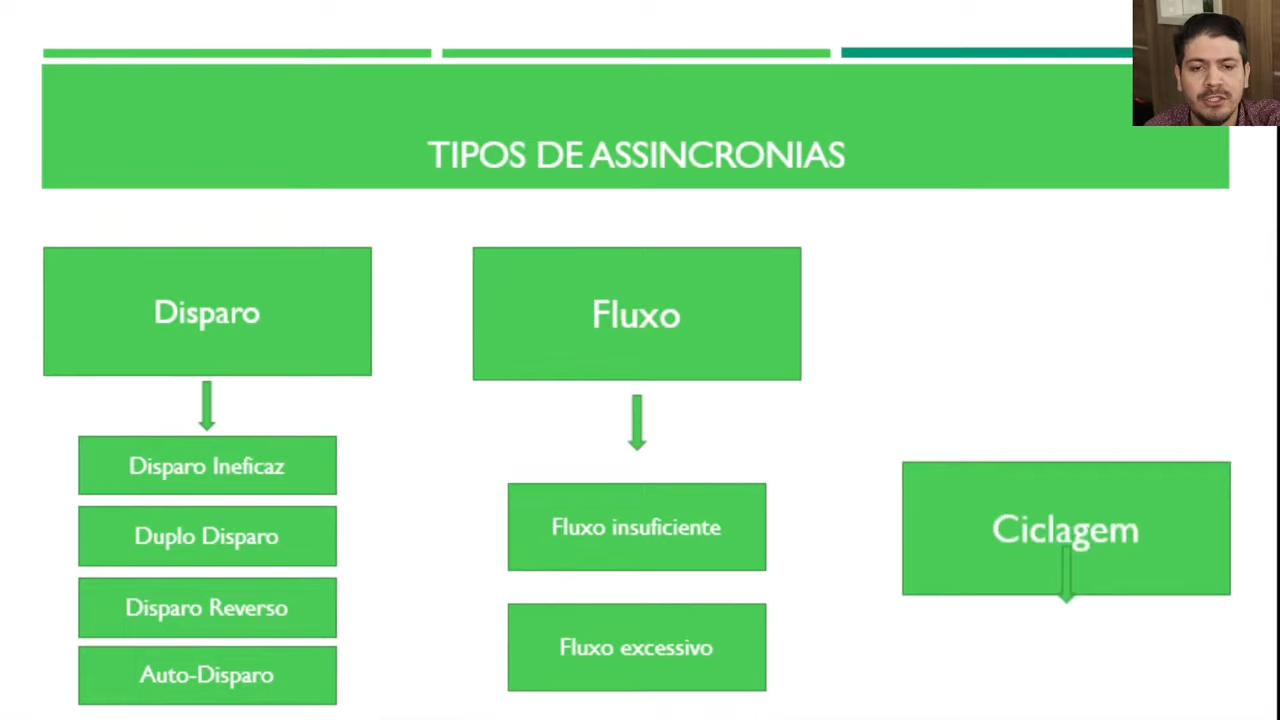 TIPOS DE ASSINCRONIAS
Disparo
Disparo Ineficaz
Duplo Disparo
Disparo Reverso
Auto-Disparo
Fluxo
Fluxo insuficiente
Fluxo excessivo
Ciclagem